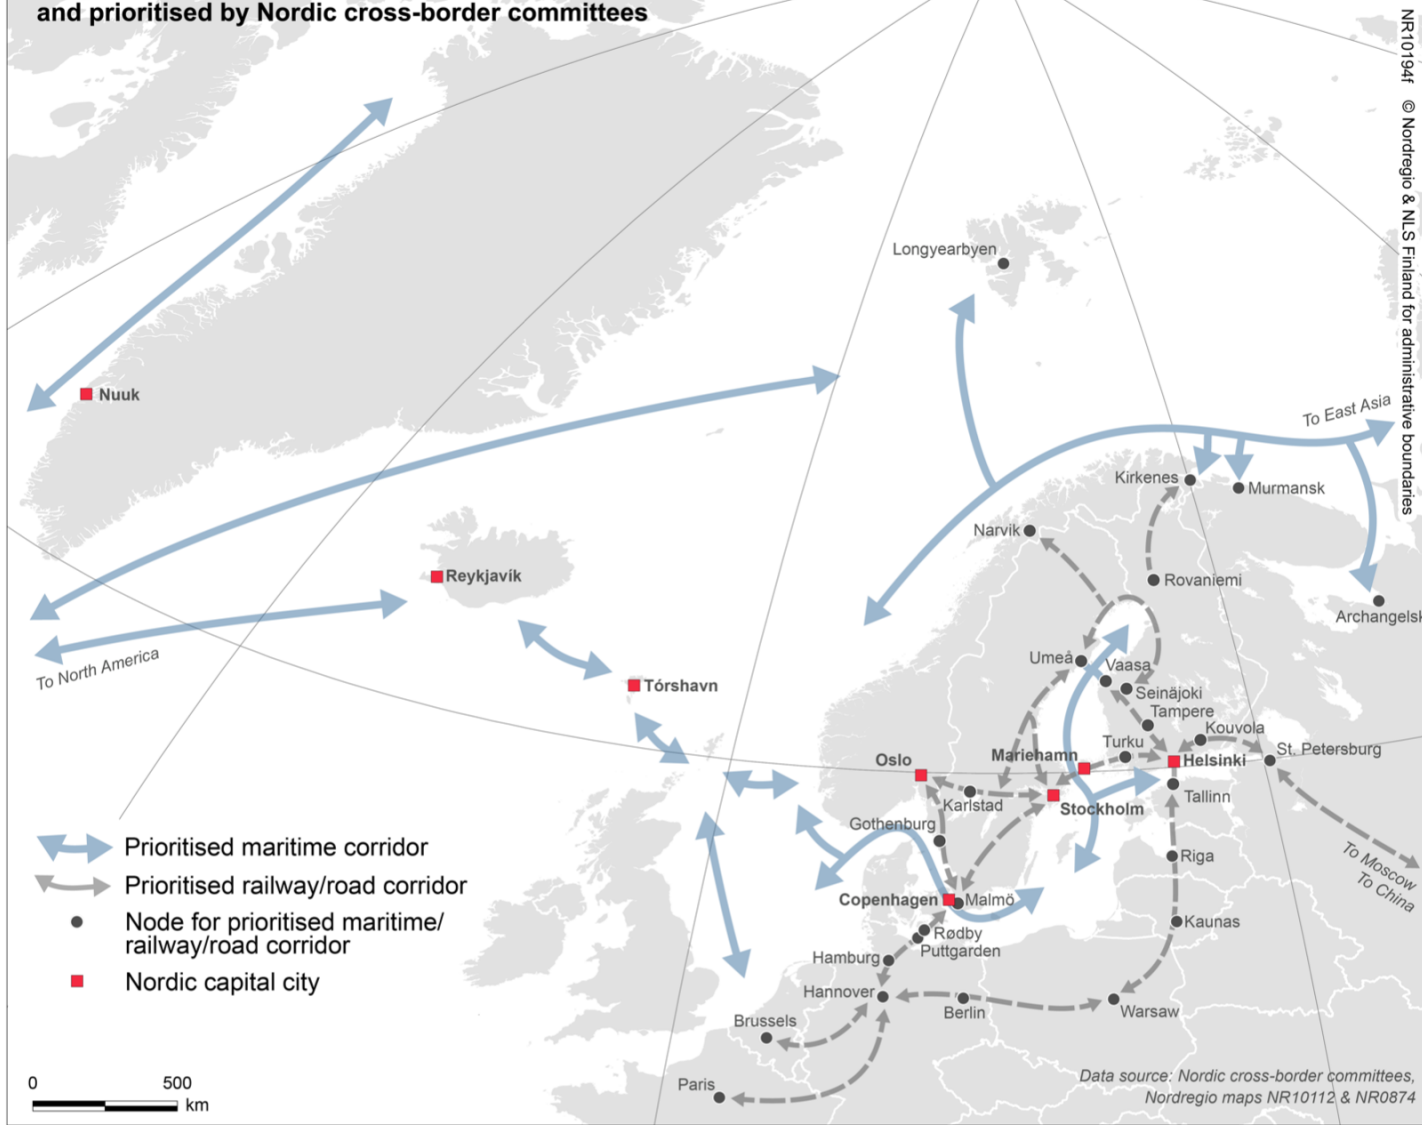 and prioritised by Nordic cross-border committees
NR10194f © Nordregio & NLS Finland for administrative boundaries
Longyearbyen
Nuuk
To East Asia
Kirkenes
Murmansk
Narvik
Reykjavík
Rovaniemi
Archangelsk
To North America
Umeå
Vaasa
Tórshavn
Seinäjoki
Tampere
Kouvola
Turku
Mariehamn
St. Petersburg
Oslo
Helsinki
Karlstad
Stockholm
Tallinn
Gothenburg
To Moscow
To China
Riga
Prioritised maritime corridor
Prioritised railway/road corridor
Node for prioritised maritime/
railway/road corridor
Nordic capital city
Copenhagen
Malmö
Kaunas
Rødby
Puttgarden
Hamburg
Hannover
Berlin
Warsaw
Brussels
Paris
0 500
km
Data source: Nordic cross-border committees,
Nordregio maps NR10112 & NR0874